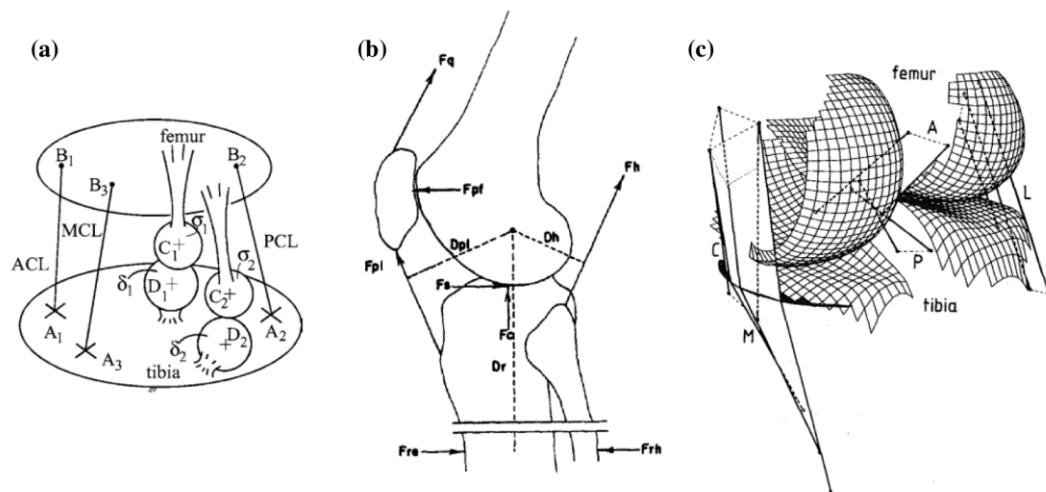 (a)
femur
B1
B2
B3
MCL
PCL
σ1
C1
ACL
σ2
δ1
D1
C2
A1
A2
A3
δ2
D2
tibia
(b)
Fq
Fh
Fpf
Dpl
Dh
Fpl
Fs
Fc
Dr
Fre
Frh
(c)
femur
A
L
C
P
tibia
M